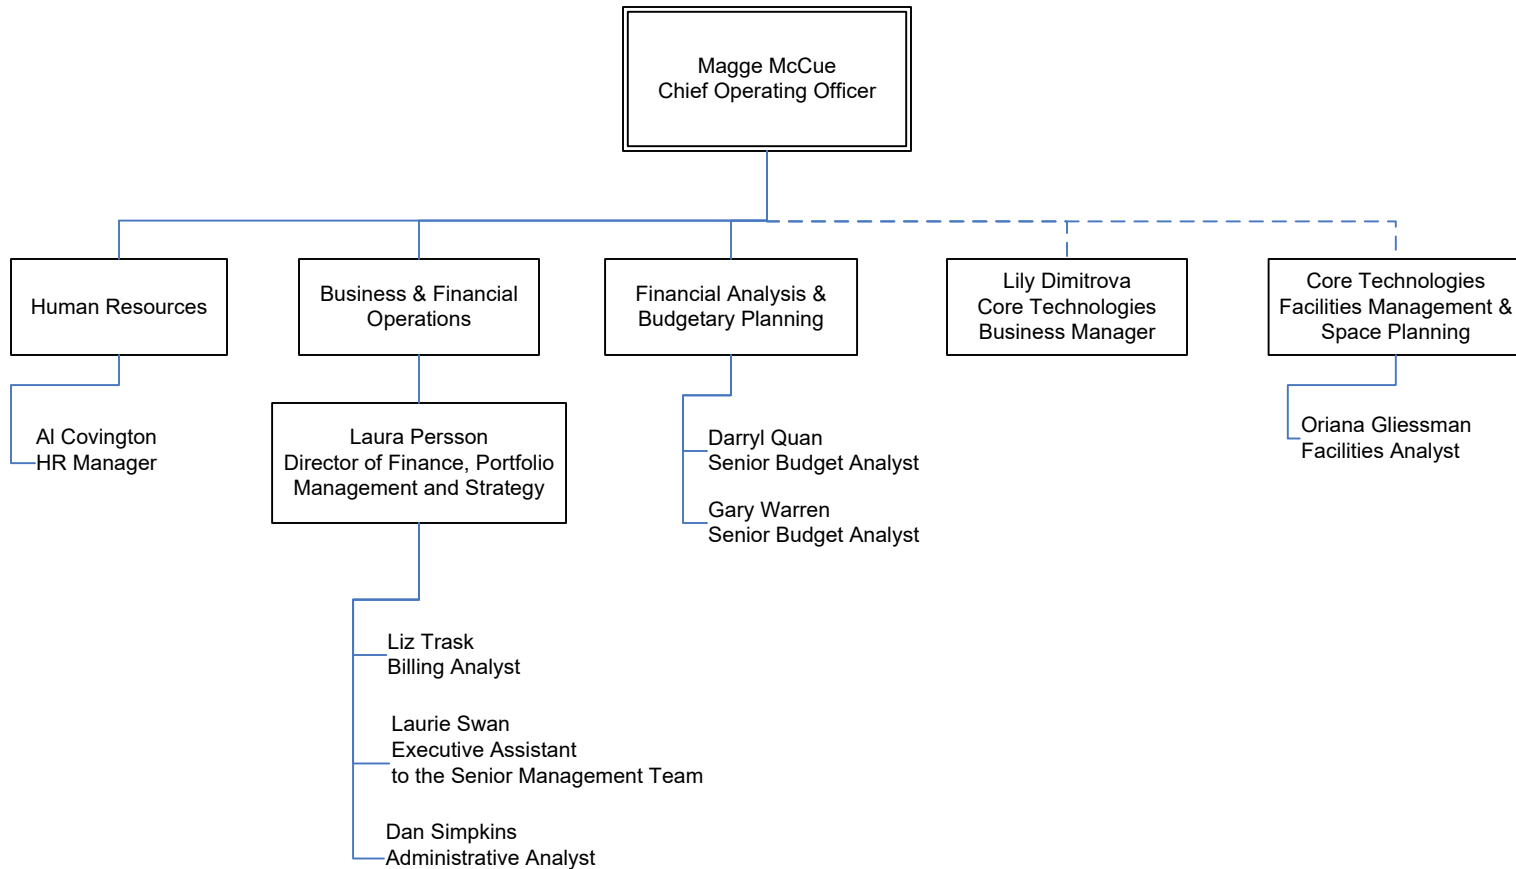 Magge McCue
Chief Operating Officer
Human Resources
Business & Financial
Operations
Financial Analysis &
Budgetary Planning
Lily Dimitrova
Core Technologies
Business Manager
Core Technologies
Facilities Management &
Space Planning
Al Covington
HR Manager
Laura Persson
Director of Finance, Portfolio
Management and Strategy
Darryl Quan
Senior Budget Analyst
Gary Warren
Senior Budget Analyst
Oriana Gliessman
Facilities Analyst
Liz Trask
Billing Analyst
Laurie Swan
Executive Assistant
to the Senior Management Team
Dan Simpkins
Administrative Analyst